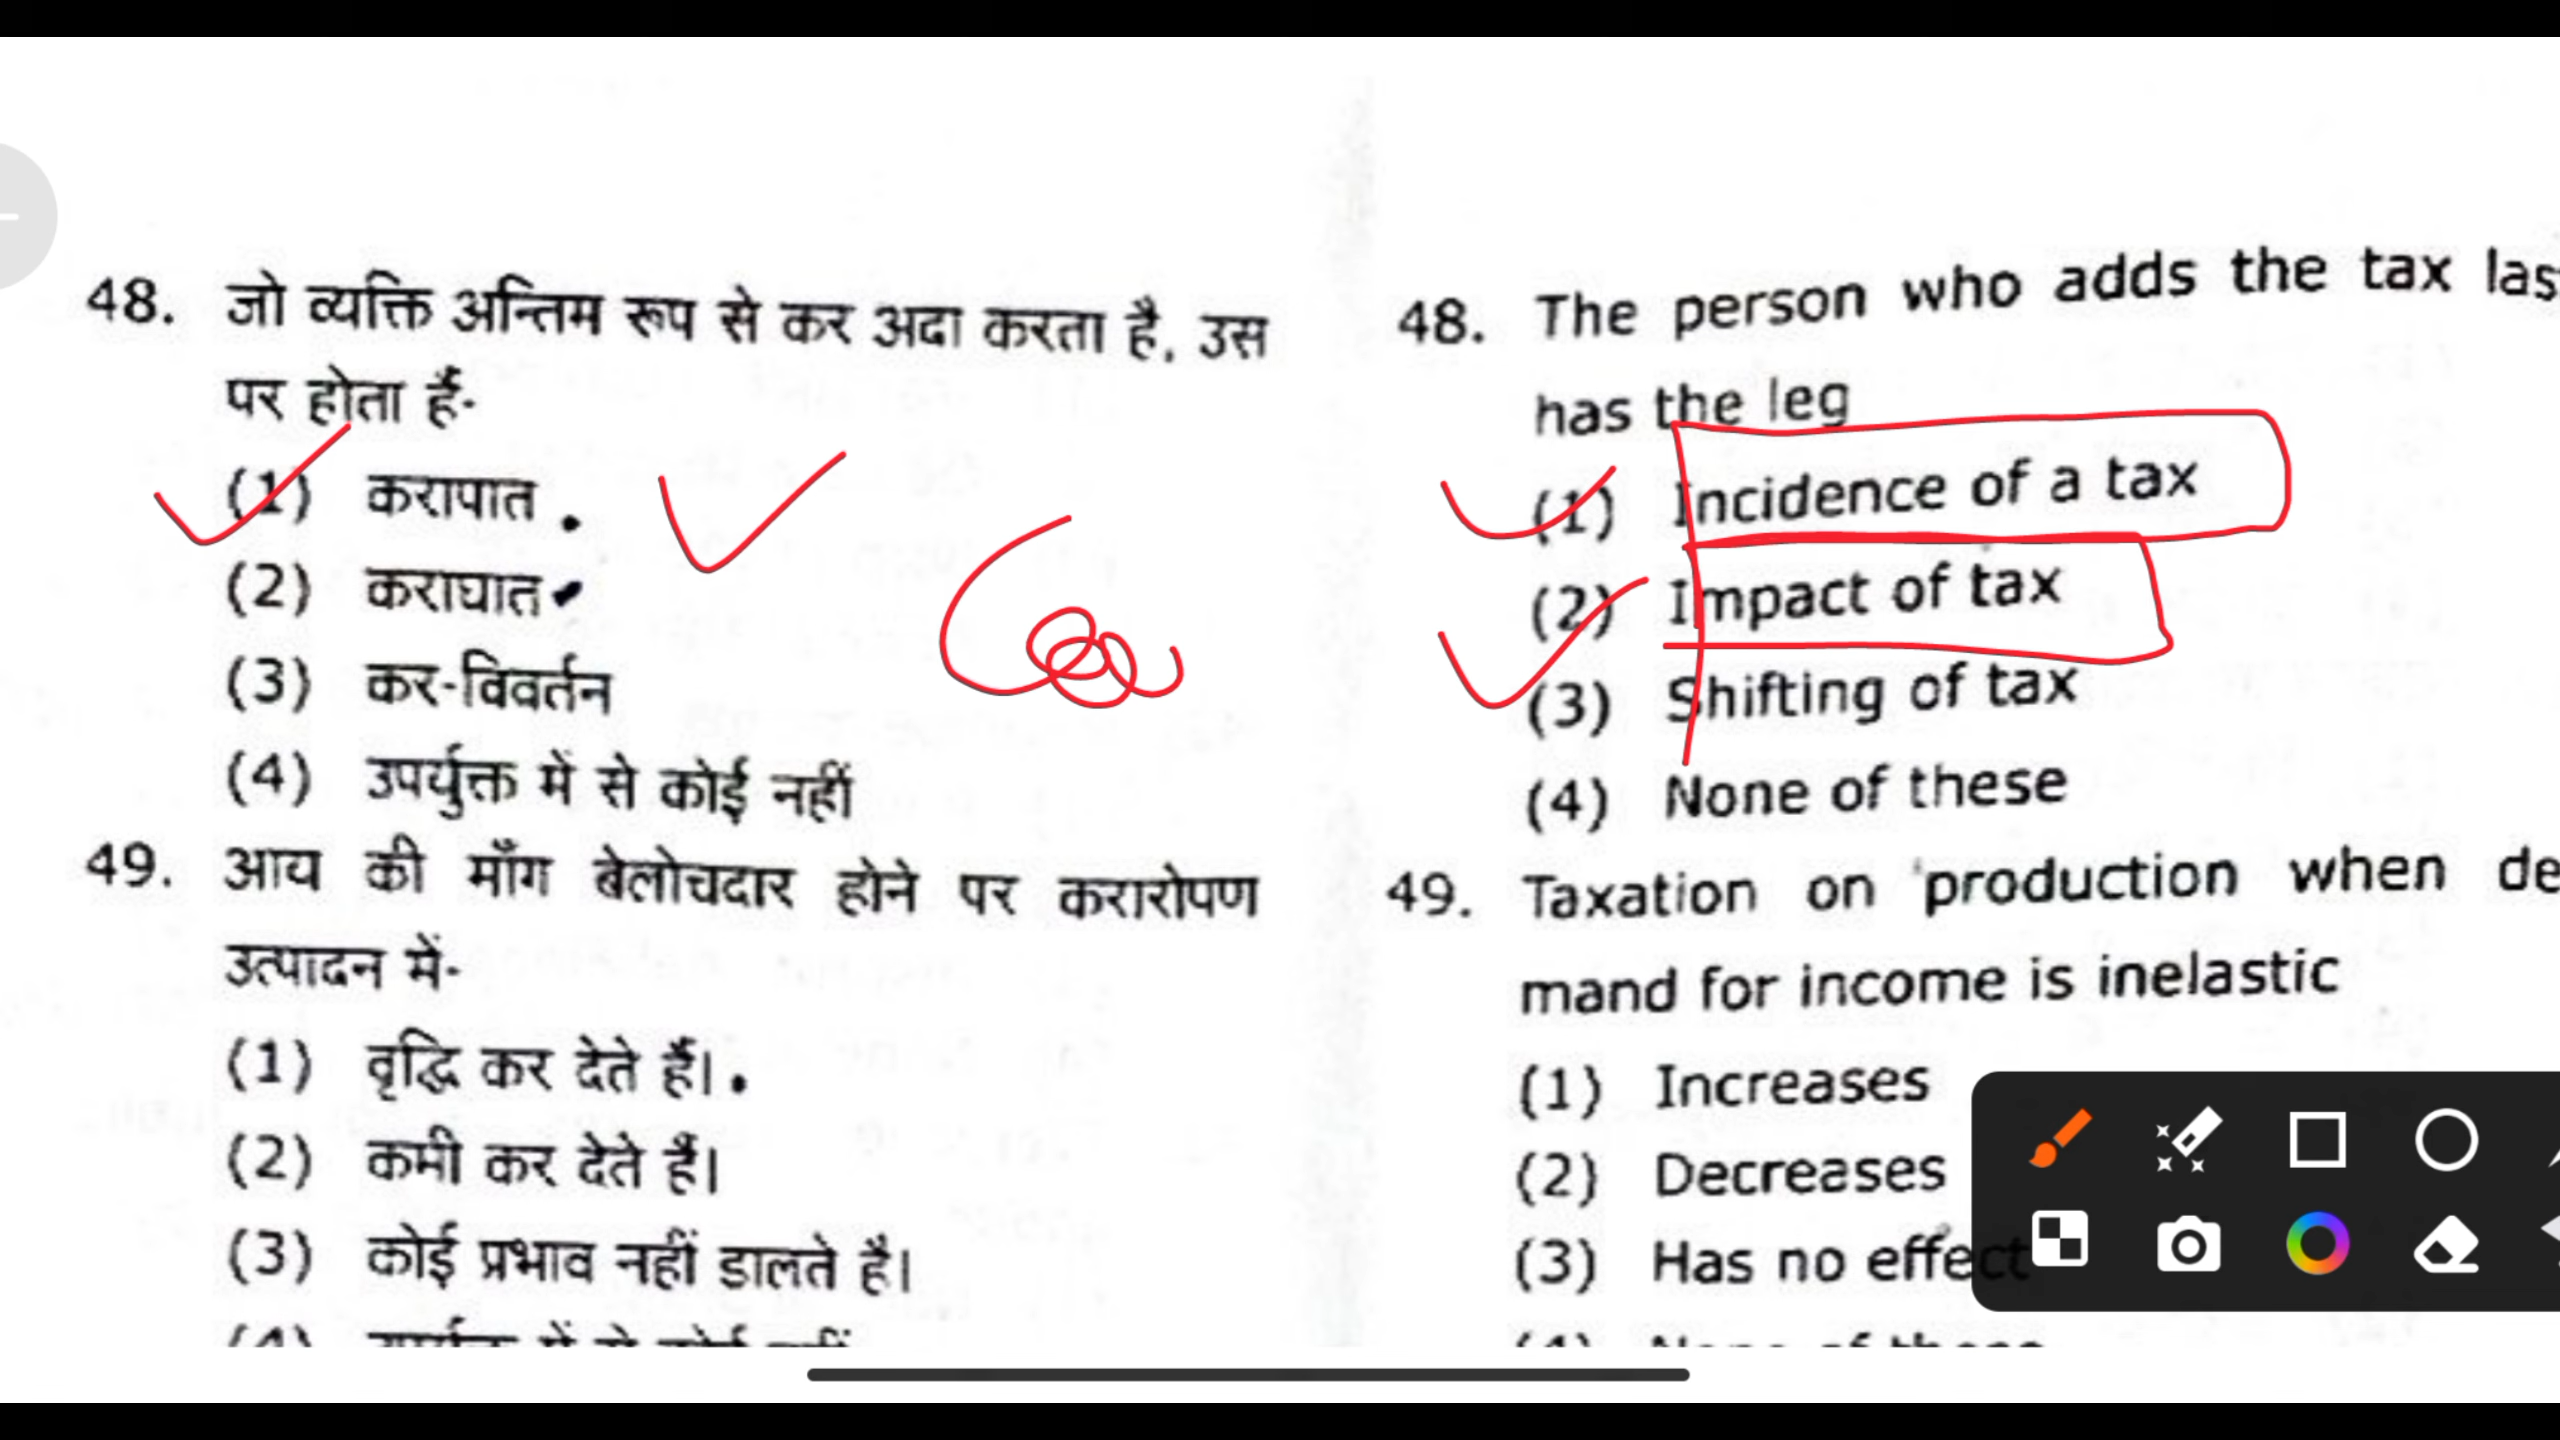 48. जो व्यक्ति अन्तिम रूप से कर अदा करता है, उस
पर होता हैं-
(1) करापात .
(2) कराघात
(3) कर-विवर्तन
(4) उपर्युक्त में से कोई नहीं
49. आय की माँग बेलोचदार होने पर करारोपण
उत्पादन में-
(1) वृद्धि कर देते हैं।
(2) कमी कर देते हैं।
(3) कोई प्रभाव नहीं डालते है।
48. The person who adds the tax
has the leg
(1) Incidence of a tax
(2) Impact of tax
(3) Shifting of tax
(4) None of these
49. Taxation on production when de
mand for income is inelastic
(1) Increases
(2) Decreases
(3) Has no effect